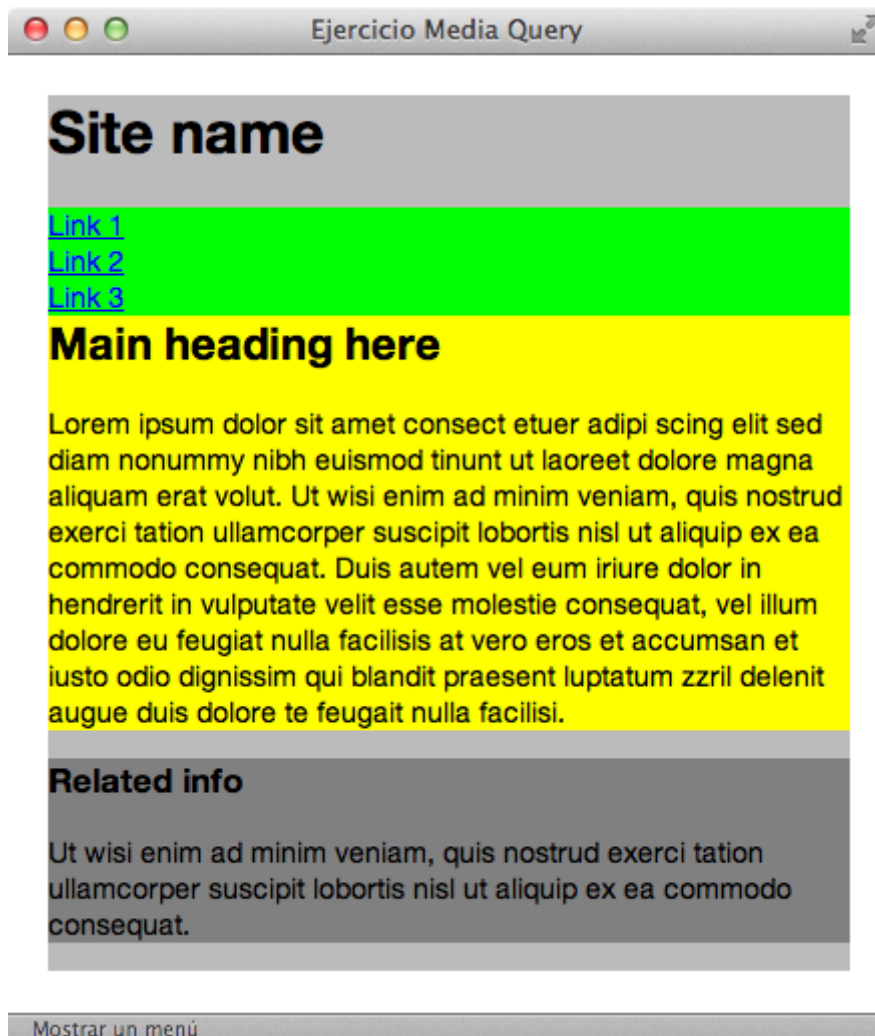 Ejercicio Media Query
Site name
Link 1
Link 2
Link 3
Main heading here
Lorem ipsum dolor sit amet consect etuer adipi scing elit sed
diam nonummy nibh euismod tinunt ut laoreet dolore magna
aliquam erat volut. Ut wisi enim ad minim veniam, quis nostrud
exerci tation ullamcorper suscipit lobortis nisl ut aliquip ex ea
commodo consequat. Duis autem vel eum iriure dolor in
hendrerit in vulputate velit esse molestie consequat, vel illum
dolore eu feugiat nulla facilisis at vero eros et accumsan et
iusto odio dignissim qui blandit praesent luptatum zzril delenit
augue duis dolore te feugait nulla facilisi.
Related info
Ut wisi enim ad minim veniam, quis nostrud exerci tation
ullamcorper suscipit lobortis nisl ut aliquip ex ea commodo
consequat.
Mostrar un menú